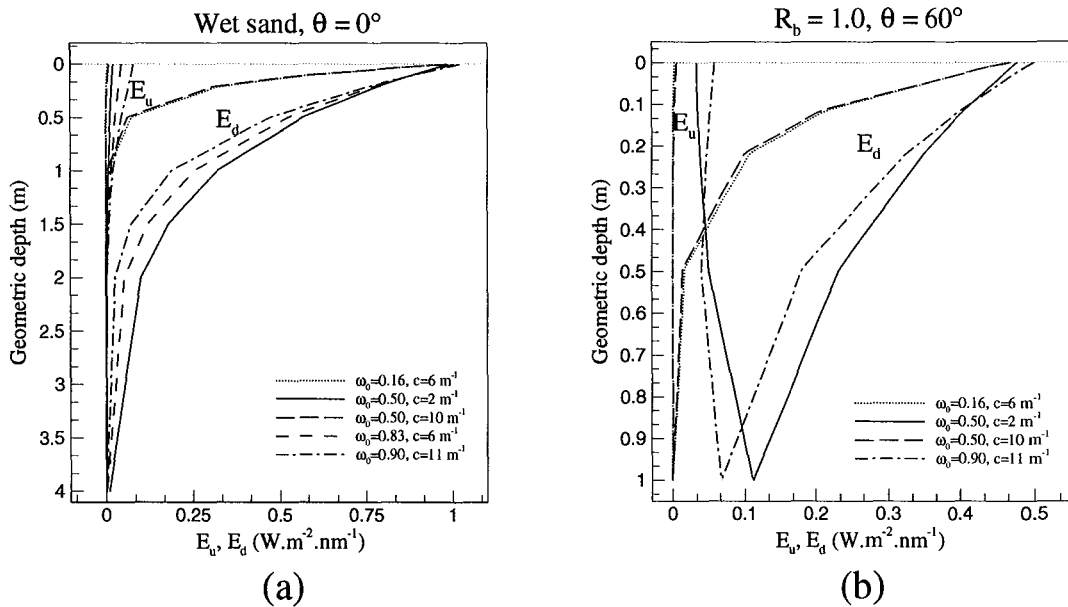 Wet sand, θ = 0°
0
0.5
1
1.5
2
2.5
3
3.5
4
Geometric depth (m)
E_u
E_d
ω₀=0.16, c=6 m⁻¹
ω₀=0.50, c=2 m⁻¹
ω₀=0.50, c=10 m⁻¹
ω₀=0.83, c=6 m⁻¹
ω₀=0.90, c=11 m⁻¹
0 0.25 0.5 0.75 1
E_u, E_d (W.m⁻².nm⁻¹)
(a)
R_b = 1.0, θ = 60°
0
0.1
0.2
0.3
0.4
0.5
0.6
0.7
0.8
0.9
1
Geometric depth (m)
E_u
E_d
ω₀=0.16, c=6 m⁻¹
ω₀=0.50, c=2 m⁻¹
ω₀=0.50, c=10 m⁻¹
ω₀=0.90, c=11 m⁻¹
0 0.1 0.2 0.3 0.4 0.5
E_u, E_d (W.m⁻².nm⁻¹)
(b)